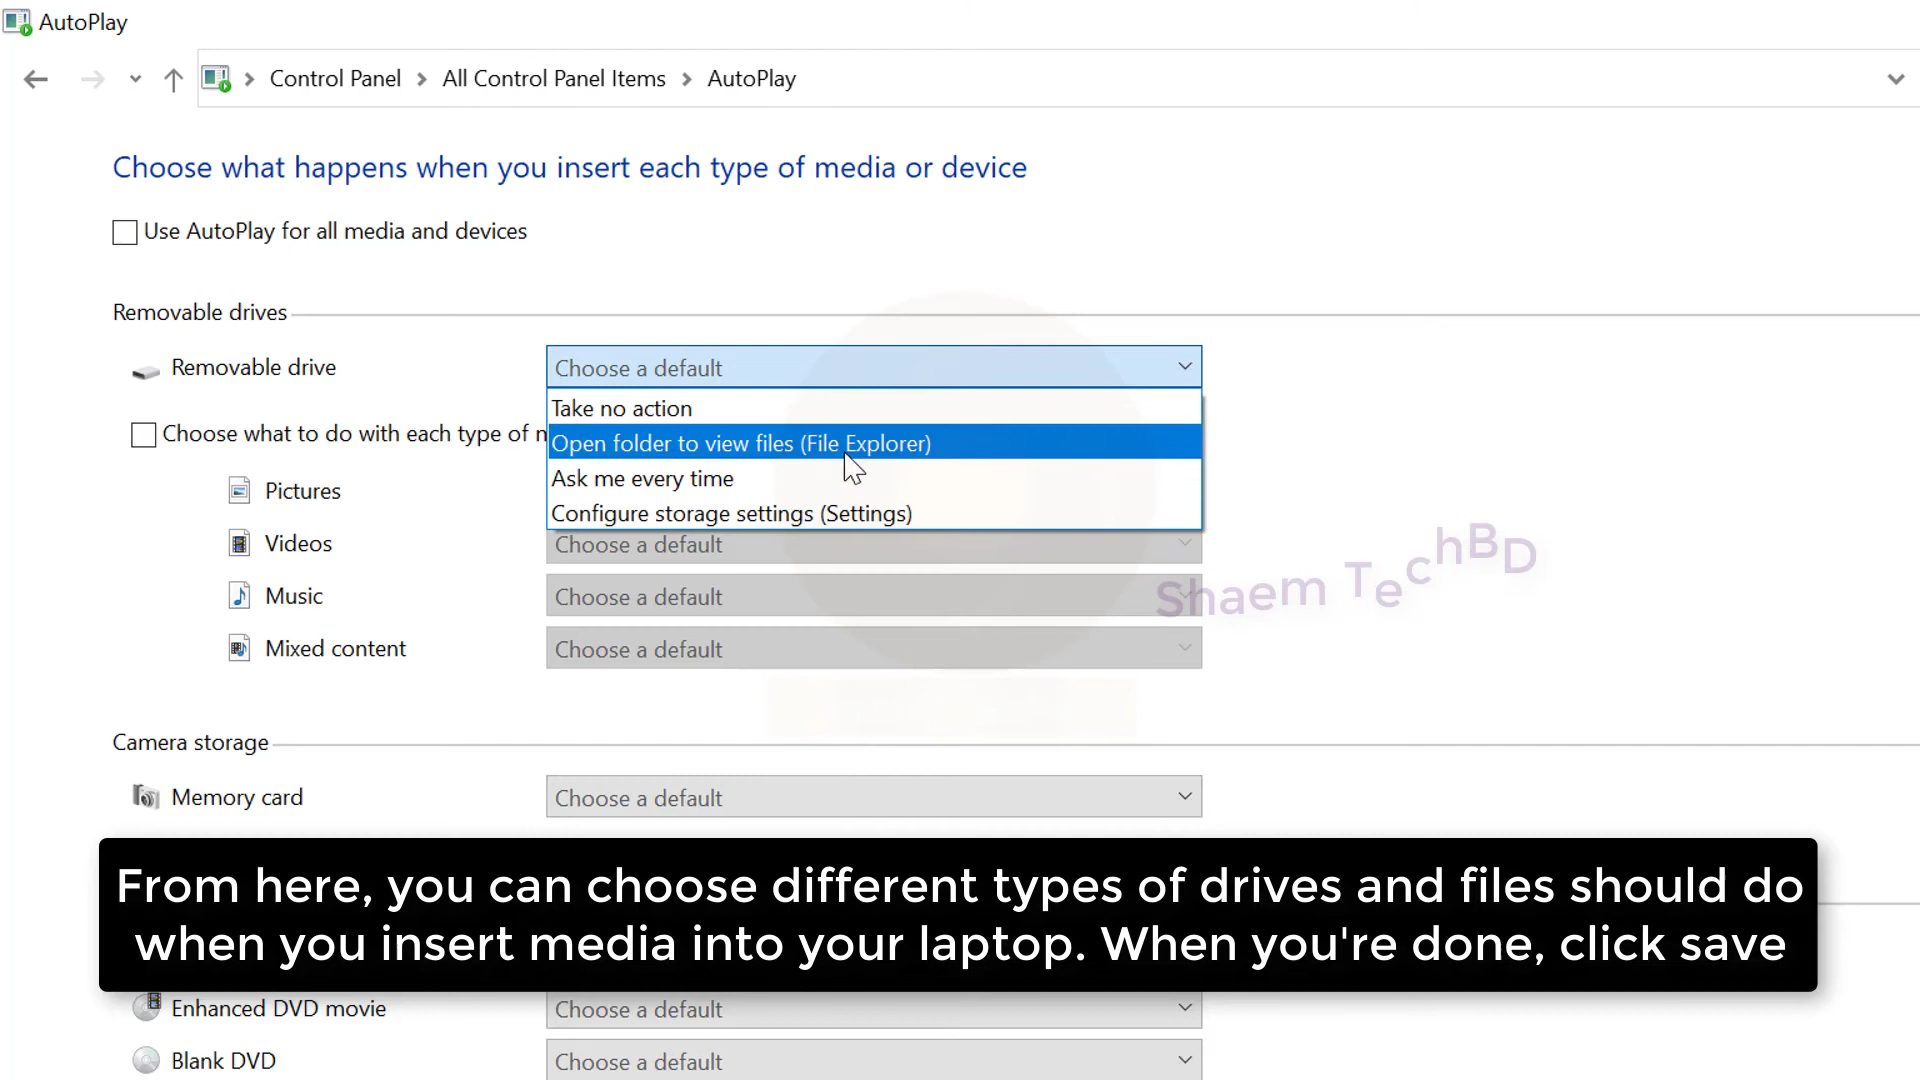 AutoPlay
Control Panel
All Control Panel Items
AutoPlay
Choose what happens when you insert each type of media or device
Use AutoPlay for all media and devices
Removable drives
Removable drive
Choose a default
Take no action
Choose what to do with each type of
Open folder to view files (File Explorer)
Ask me every time
Pictures
Configure storage settings (Settings)
Videos
Choose a default
Shaem TechBD
Music
Choose a default
Mixed content
Choose a default
Camera storage
Memory card
Choose a default
From here, you can choose different types of drives and files should do
when you insert media into your laptop. When you're done, click save
Enhanced DVD movie
Choose a default
Blank DVD
Choose a default